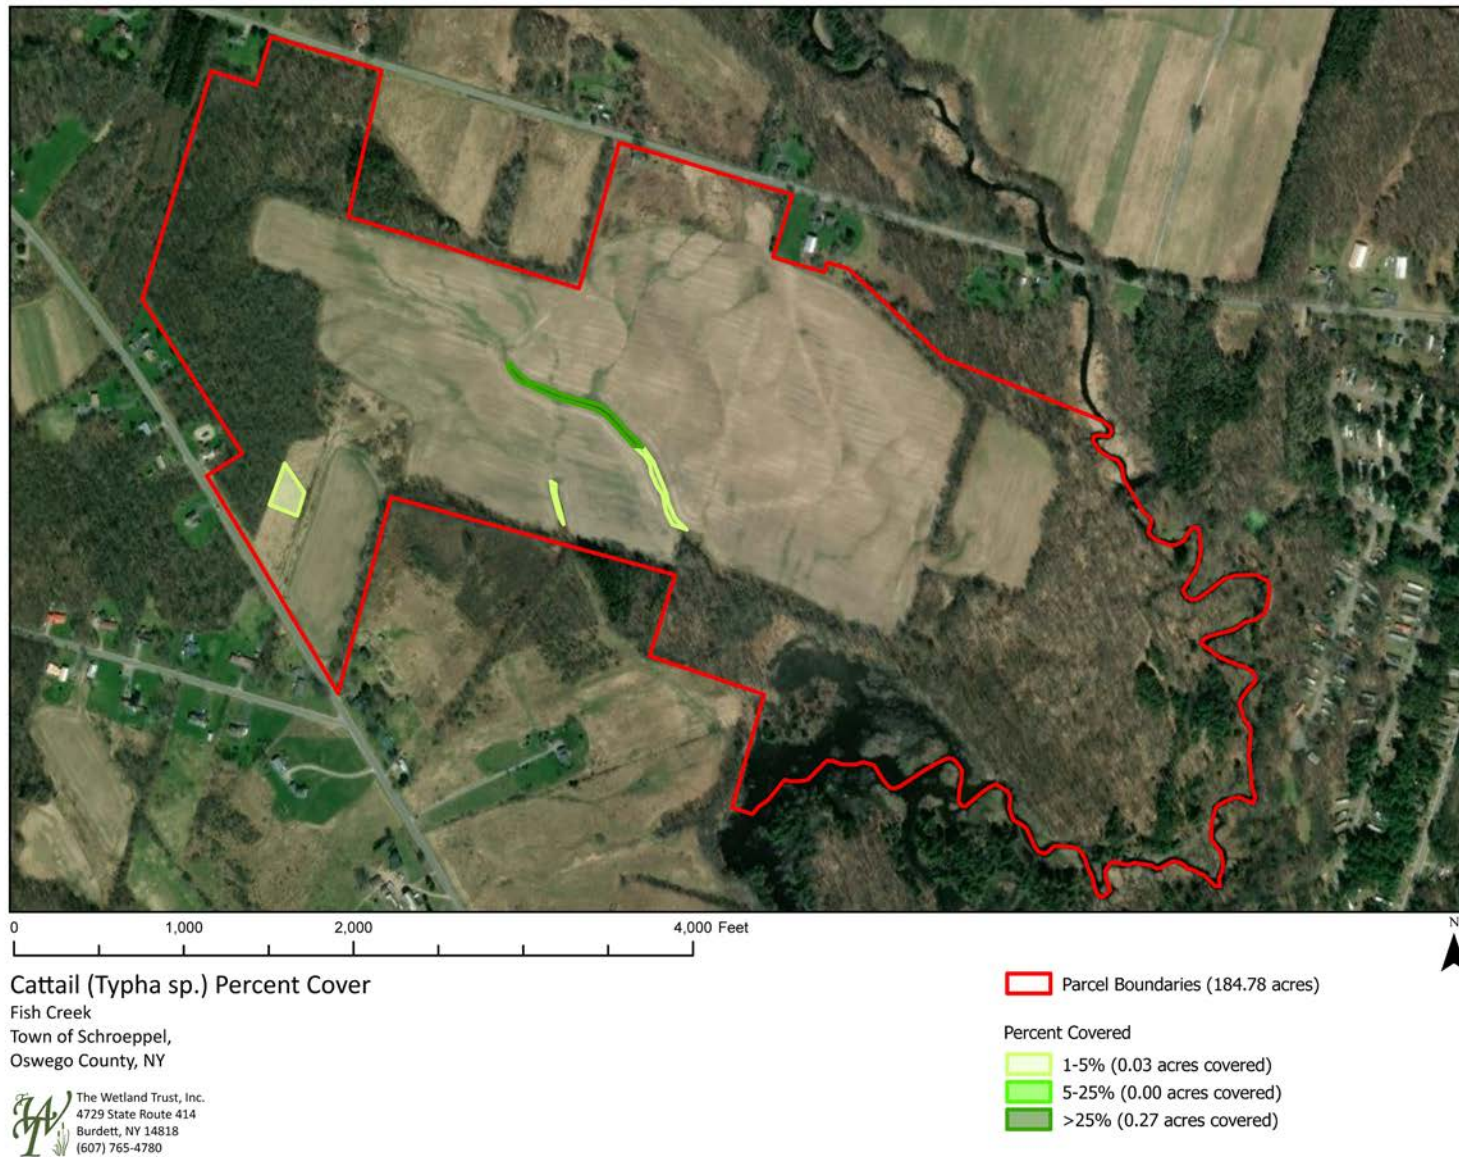 0 1,000 2,000 4,000 Feet
N
Cattail (Typha sp.) Percent Cover
Fish Creek
Town of Schroeppel,
Oswego County, NY
The Wetland Trust, Inc.
4729 State Route 414
Burdett, NY 14818
(607) 765-4780
Parcel Boundaries (184.78 acres)
Percent Covered
1-5% (0.03 acres covered)
5-25% (0.00 acres covered)
>25% (0.27 acres covered)